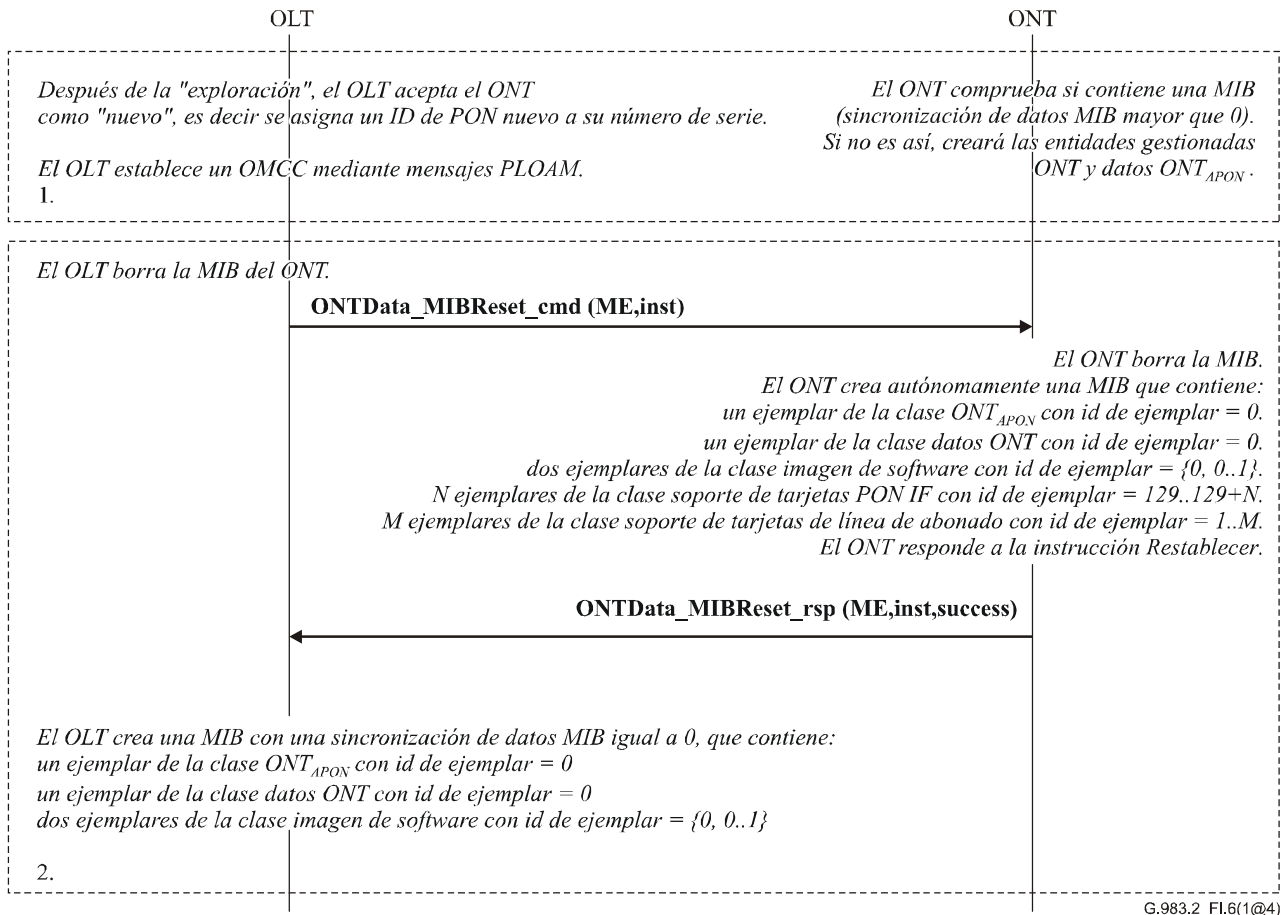 OLT
ONT
Después de la "exploración", el OLT acepta el ONT
como "nuevo", es decir se asigna un ID de PON nuevo a su número de serie.
El OLT establece un OMCC mediante mensajes PLOAM.
1.
El ONT comprueba si contiene una MIB
(sincronización de datos MIB mayor que 0).
Si no es así, creará las entidades gestionadas
ONT y datos ONT_APON.
El OLT borra la MIB del ONT.
ONTData_MIBReset_cmd (ME,inst)
El ONT borra la MIB.
El ONT crea autónomamente una MIB que contiene:
un ejemplar de la clase ONT_APON con id de ejemplar = 0.
un ejemplar de la clase datos ONT con id de ejemplar = 0.
dos ejemplares de la clase imagen de software con id de ejemplar = {0, 0..1}.
N ejemplares de la clase soporte de tarjetas PON IF con id de ejemplar = 129..129+N.
M ejemplares de la clase soporte de tarjetas de línea de abonado con id de ejemplar = 1..M.
El ONT responde a la instrucción Restablecer.
ONTData_MIBReset_rsp (ME,inst,success)
El OLT crea una MIB con una sincronización de datos MIB igual a 0, que contiene:
un ejemplar de la clase ONT_APON con id de ejemplar = 0
un ejemplar de la clase datos ONT con id de ejemplar = 0
dos ejemplares de la clase imagen de software con id de ejemplar = {0, 0..1}
2.
G.983.2_FI.6(1@4)